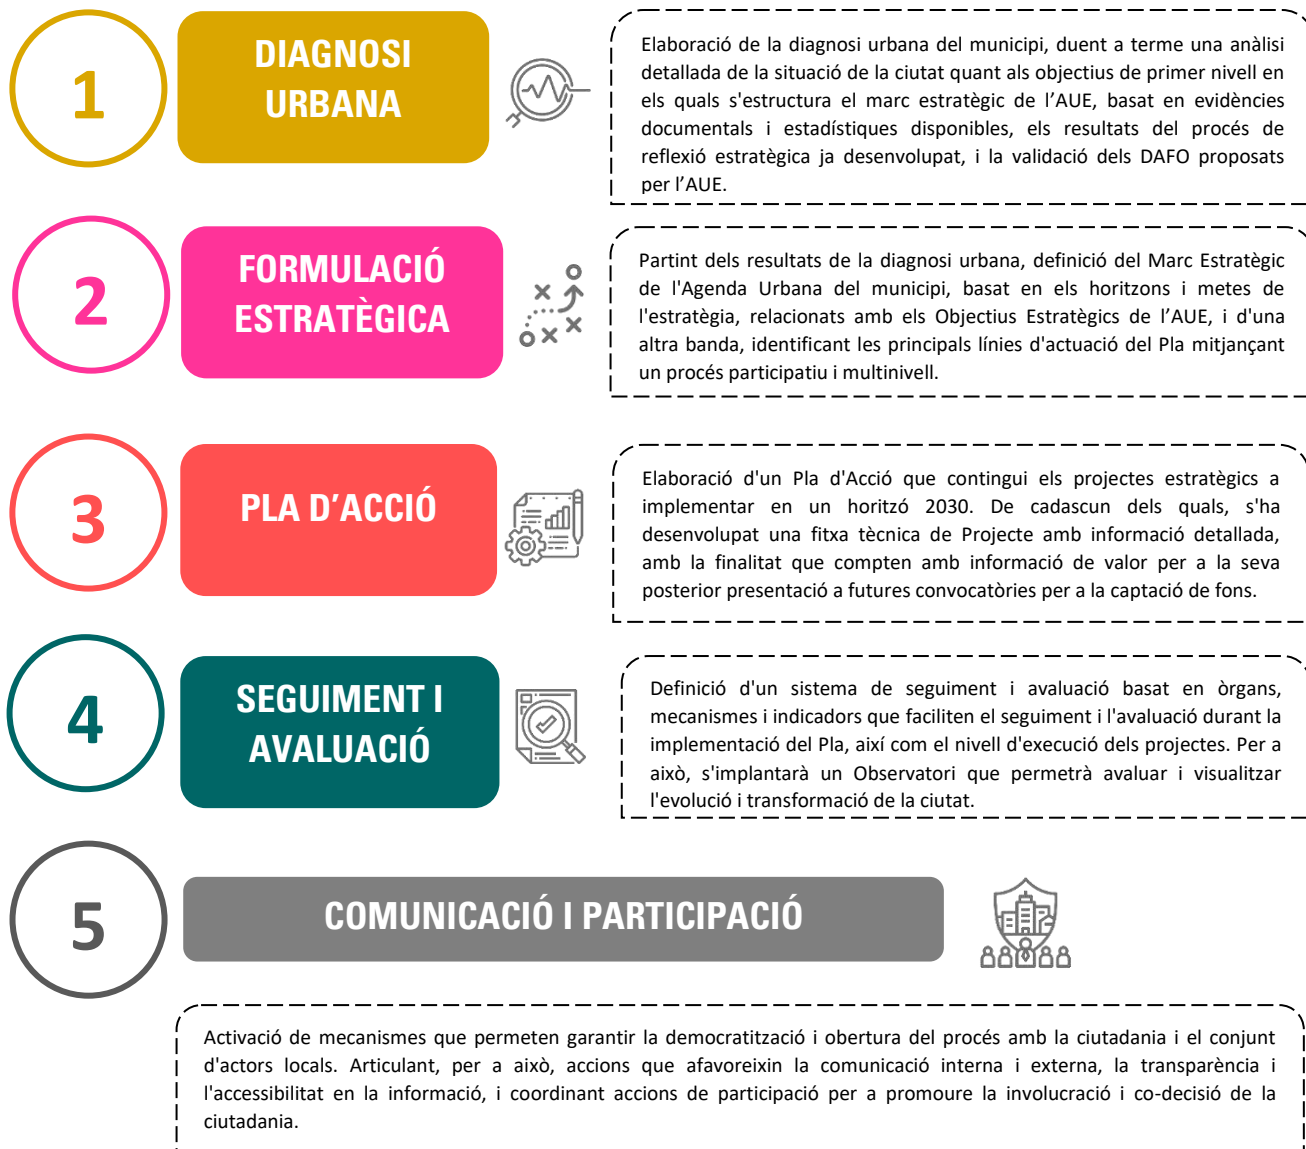 1
DIAGNOSI
URBANA
Elaboració de la diagnosi urbana del municipi, duent a terme una anàlisi
detallada de la situació de la ciutat quant als objectius de primer nivell en
els quals s'estructura el marc estratègic de l’AUE, basat en evidències
documentals i estadístiques disponibles, els resultats del procés de
reflexió estratègica ja desenvolupat, i la validació dels DAFO proposats
per l’AUE.
2
FORMULACIÓ
ESTRATÈGICA
Partint dels resultats de la diagnosi urbana, definició del Marc Estratègic
de l'Agenda Urbana del municipi, basat en els horitzons i metes de
l'estratègia, relacionats amb els Objectius Estratègics de l’AUE, i d'una
altra banda, identificant les principals línies d'actuació del Pla mitjançant
un procés participatiu i multinivell.
3
PLA D’ACCIÓ
Elaboració d'un Pla d'Acció que contingui els projectes estratègics a
implementar en un horitzó 2030. De cadascun dels quals, s'ha
desenvolupat una fitxa tècnica de Projecte amb informació detallada,
amb la finalitat que compten amb informació de valor per a la seva
posterior presentació a futures convocatòries per a la captació de fons.
4
SEGUIMENT I
AVALUACIÓ
Definició d'un sistema de seguiment i avaluació basat en òrgans,
mecanismes i indicadors que faciliten el seguiment i l'avaluació durant la
implementació del Pla, així com el nivell d'execució dels projectes. Per a
això, s'implantarà un Observatori que permetrà avaluar i visualitzar
l'evolució i transformació de la ciutat.
5
COMUNICACIÓ I PARTICIPACIÓ
Activació de mecanismes que permeten garantir la democratització i obertura del procés amb la ciutadania i el conjunt
d'actors locals. Articulant, per a això, accions que afavoreixin la comunicació interna i externa, la transparència i
l'accessibilitat en la informació, i coordinant accions de participació per a promoure la involucració i co-decisió de la
ciutadania.